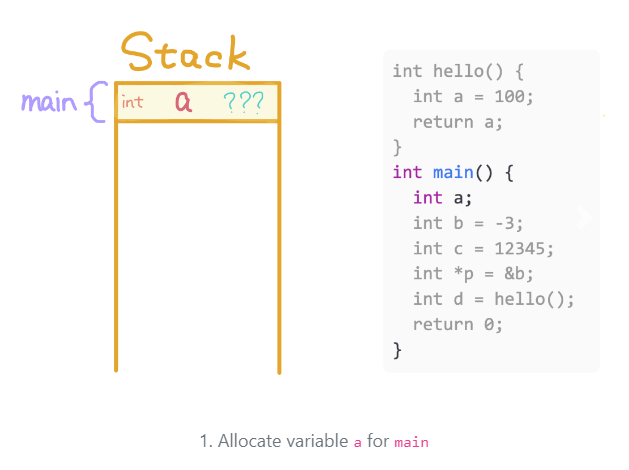 Stack
main { int a ???
int hello() {
  int a = 100;
  return a;
}
int main() {
  int a;
  int b = -3;
  int c = 12345;
  int *p = &b;
  int d = hello();
  return 0;
}
1. Allocate variable a for main